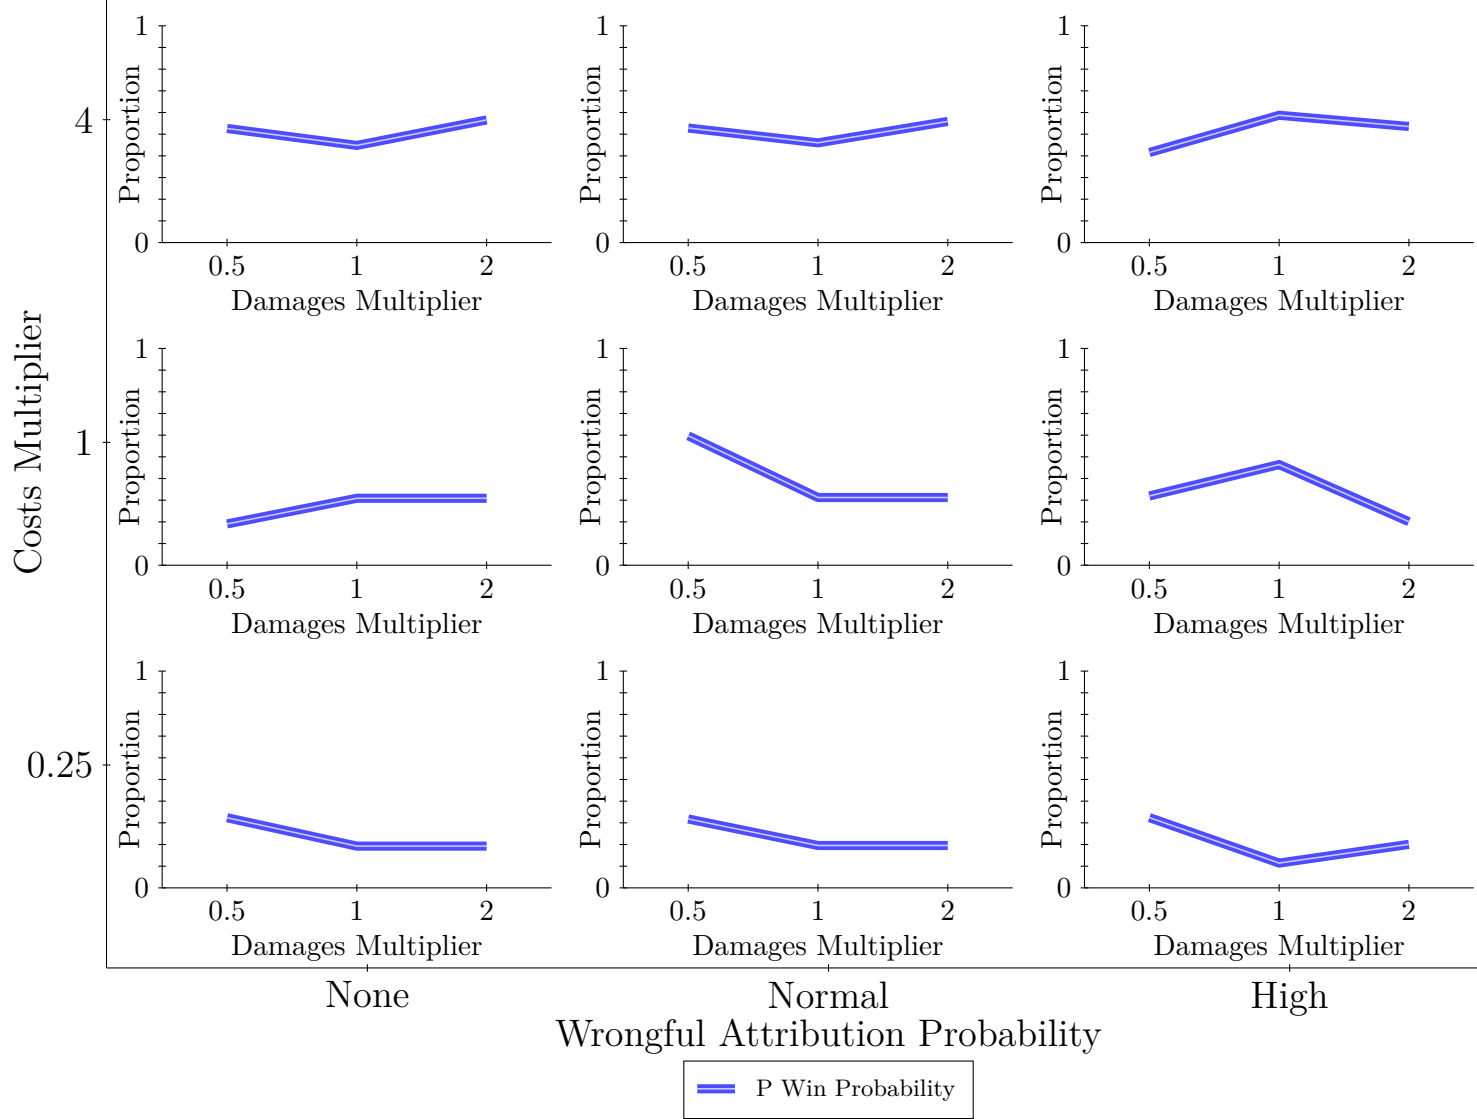 1
1
1
Proportion
Proportion
Proportion
4
0
0
0
0.5 1 2
0.5 1 2
0.5 1 2
Damages Multiplier
Damages Multiplier
Damages Multiplier
Costs Multiplier
1
1
1
Proportion
Proportion
Proportion
1
0
0
0
0.5 1 2
0.5 1 2
0.5 1 2
Damages Multiplier
Damages Multiplier
Damages Multiplier
1
1
1
Proportion
Proportion
Proportion
0.25
0
0
0
0.5 1 2
0.5 1 2
0.5 1 2
Damages Multiplier
Damages Multiplier
Damages Multiplier
None
Normal
High
Wrongful Attribution Probability
P Win Probability